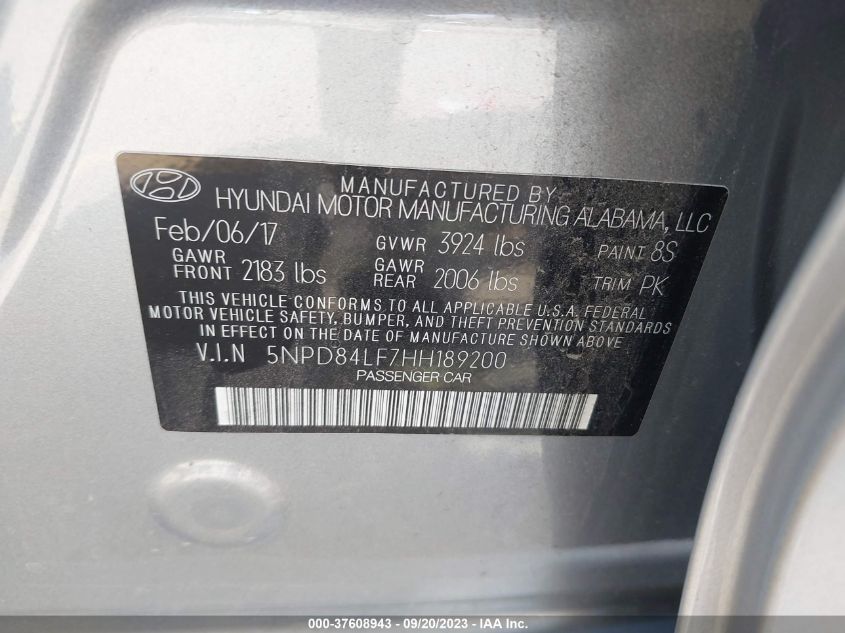 MANUFACTURED BY
HYUNDAI MOTOR MANUFACTURING ALABAMA, LLC
Feb/06/17 GVWR 3924 lbs PAINT 8S
GAWR FRONT 2183 lbs GAWR REAR 2006 lbs TRIM PK
THIS VEHICLE CONFORMS TO ALL APPLICABLE U.S.A. FEDERAL
MOTOR VEHICLE SAFETY, BUMPER, AND THEFT PREVENTION STANDARDS
IN EFFECT ON THE DATE OF MANUFACTURE SHOWN ABOVE
V.I.N 5NPD84LF7HH189200
PASSENGER CAR
000-37608943 - 09/20/2023 - IAAI.COM